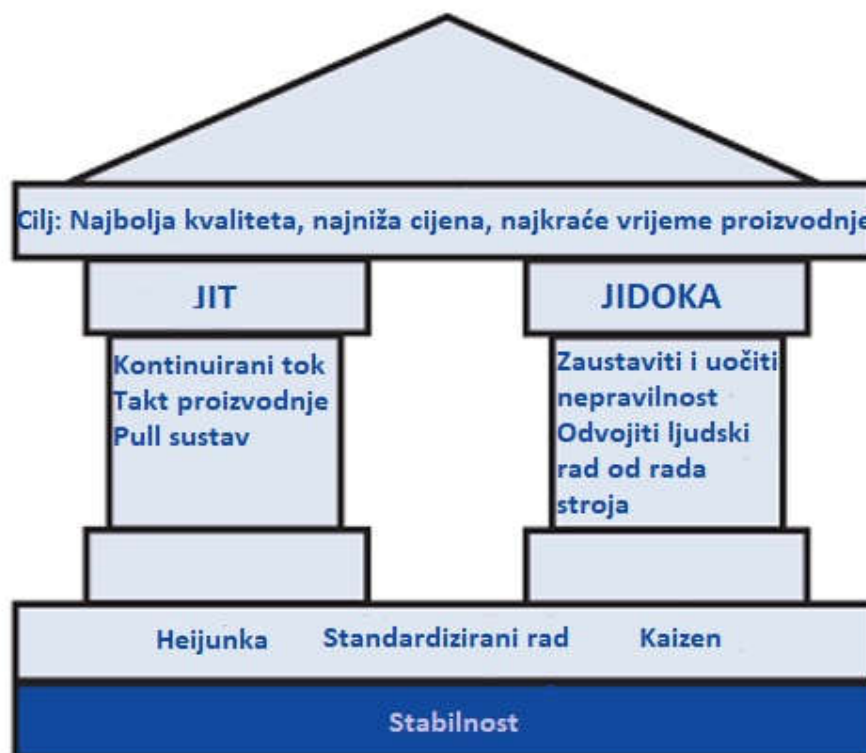 Cilj: Najbolja kvaliteta, najniža cijena, najkraće vrijeme proizvodnje
JIT
JIDOKA
Kontinuirani tok
Takt proizvodnje
Pull sustav
Zaustaviti i uočiti
nepravilnost
Odvojiti ljudski
rad od rada
stroja
Heijunka Standardizirani rad Kaizen
Stabilnost